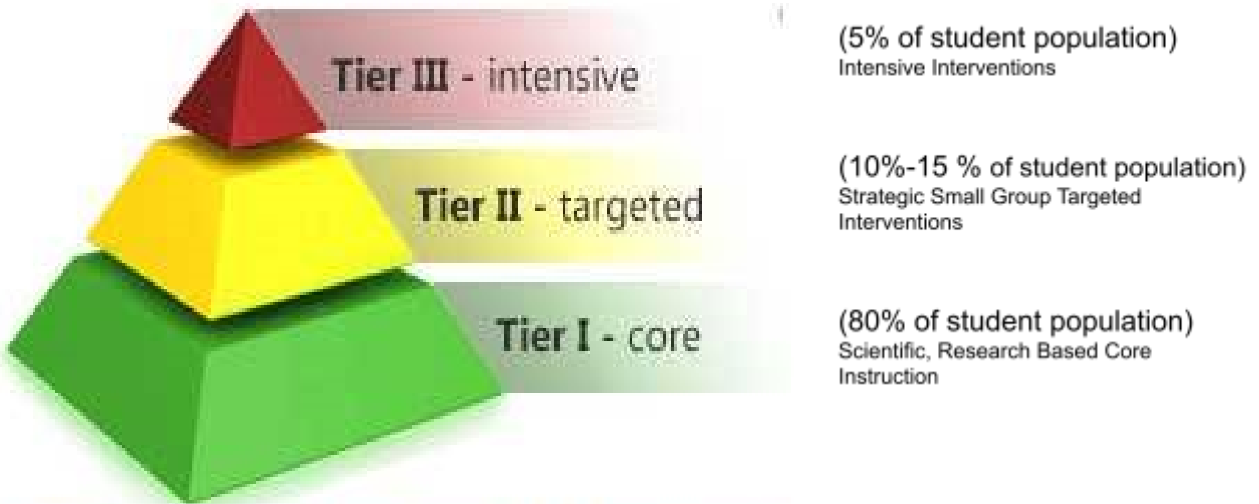 Tier III - intensive
(5% of student population)
Intensive Interventions
Tier II - targeted
(10%-15 % of student population)
Strategic Small Group Targeted
Interventions
Tier I - core
(80% of student population)
Scientific, Research Based Core
Instruction